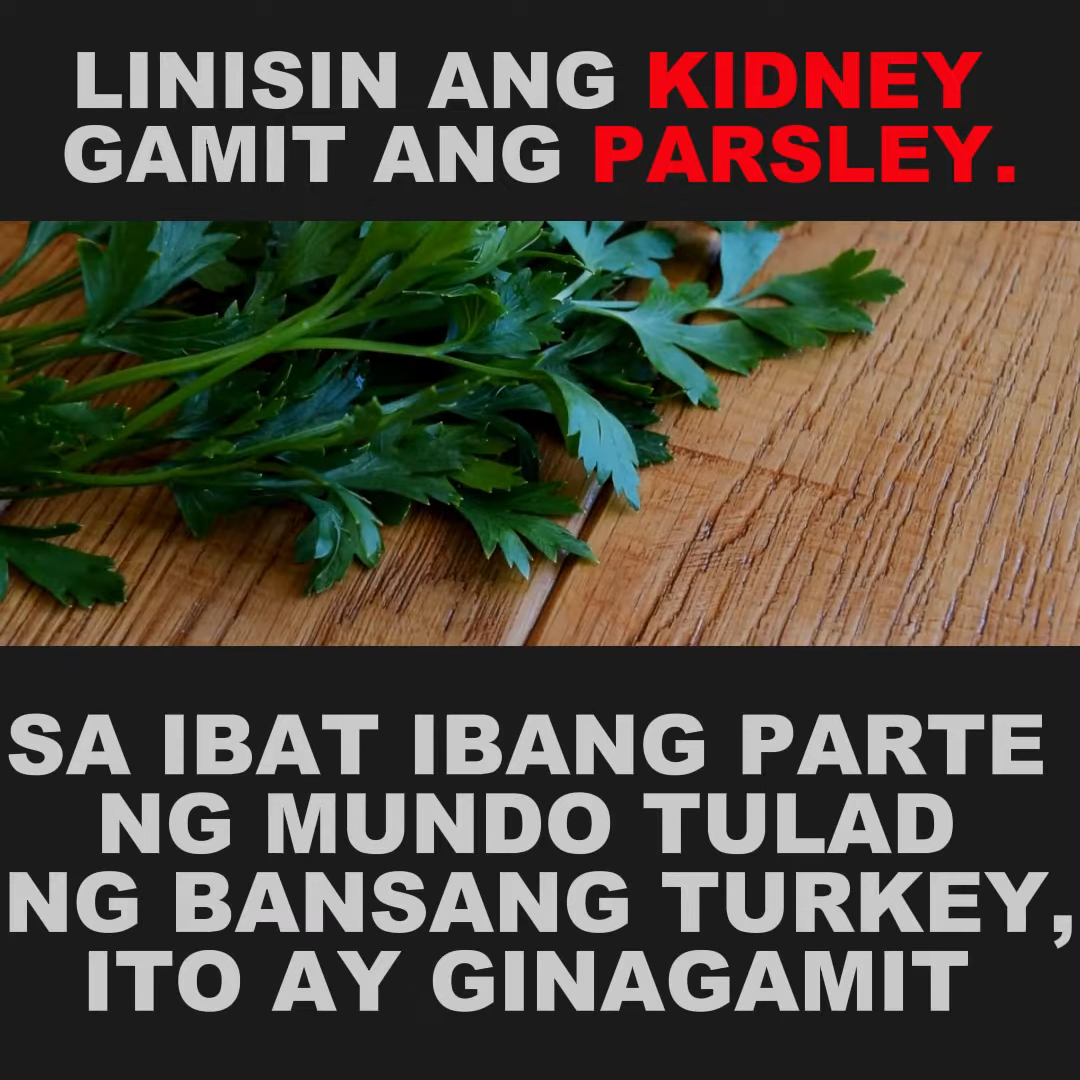 LINISIN ANG KIDNEY
GAMIT ANG PARSLEY.
SA IBAT IBANG PARTE
NG MUNDO TULAD
NG BANSANG TURKEY,
ITO AY GINAGAMIT